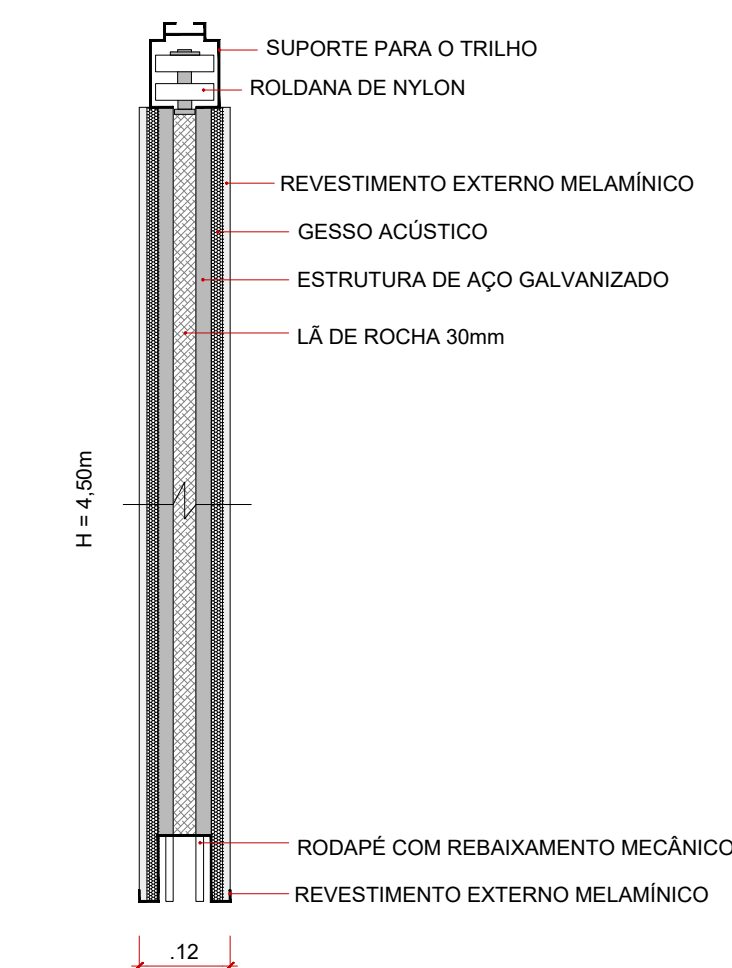 SUPORTE PARA O TRILHO
ROLDANA DE NYLON
REVESTIMENTO EXTERNO MELAMÍNICO
GESSO ACÚSTICO
ESTRUTURA DE AÇO GALVANIZADO
LÃ DE ROCHA 30mm
H = 4,50m
RODAPÉ COM REBAIXAMENTO MECÂNICO
REVESTIMENTO EXTERNO MELAMÍNICO
.12